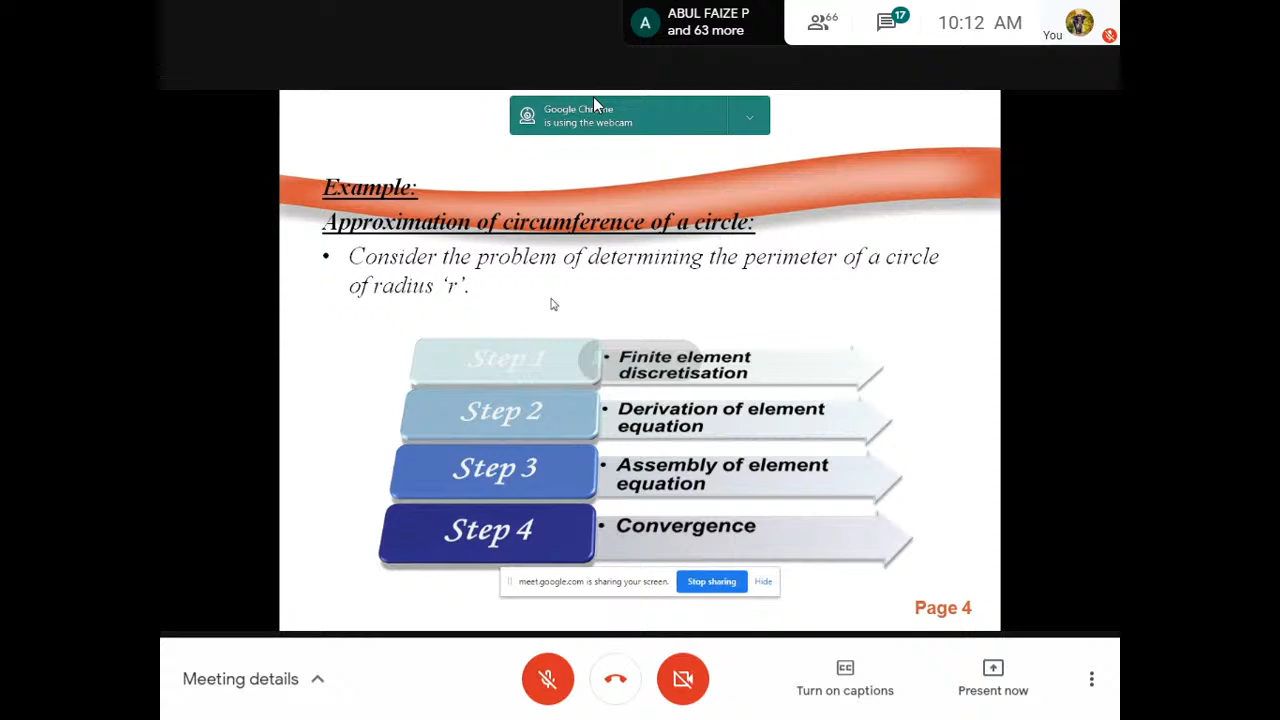 ABUL FAIZE P
and 63 more
66
17
10:12 AM
You
Google Chrome
is using the webcam
Example:
Approximation of circumference of a circle:
• Consider the problem of determining the perimeter of a circle
of radius ‘r’.
Step 1
• Finite element
discretisation
Step 2
• Derivation of element
equation
Step 3
• Assembly of element
equation
Step 4
• Convergence
meet.google.com is sharing your screen.
Stop sharing
Hide
Page 4
Meeting details
Turn on captions
Present now
A
CC